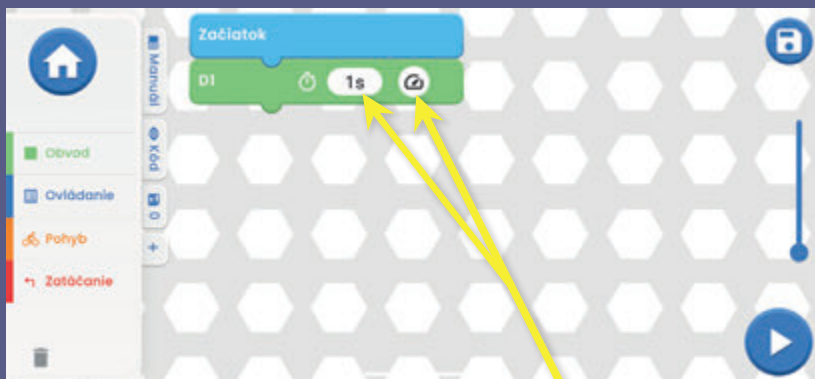 Začiatok
D1 1s
Manuál
Kód
0
+
Obvod
Ovládanie
Pohyb
Zatáčanie